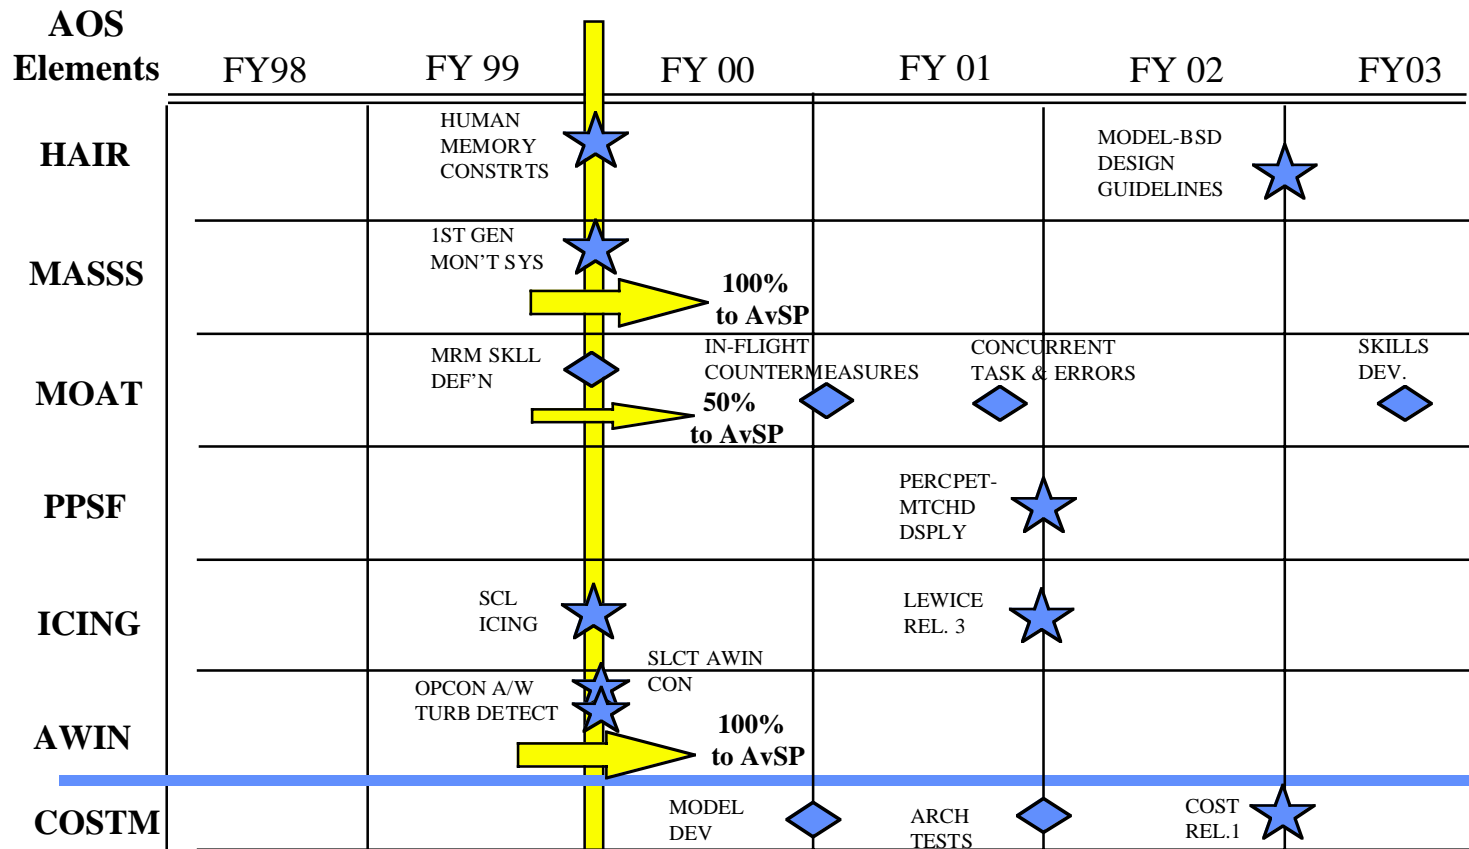 AOS
Elements
FY98
FY 99
FY 00
FY 01
FY 02
FY03
HAIR
HUMAN
MEMORY
CONSTRTS
MODEL-BSD
DESIGN
GUIDELINES
MASSS
1ST GEN
MON'T SYS
100%
to AvSP
MOAT
MRM SKLL
DEF'N
IN-FLIGHT
COUNTERMEASURES
50%
to AvSP
CONCURRENT
TASK & ERRORS
SKILLS
DEV.
PPSF
PERCPET-
MTCHD
DSPLY
ICING
SCL
ICING
LEWICE
REL. 3
AWIN
OPCON A/W
TURB DETECT
SLCT AWIN
CON
100%
to AvSP
COSTM
MODEL
DEV
ARCH
TESTS
COST
REL.1